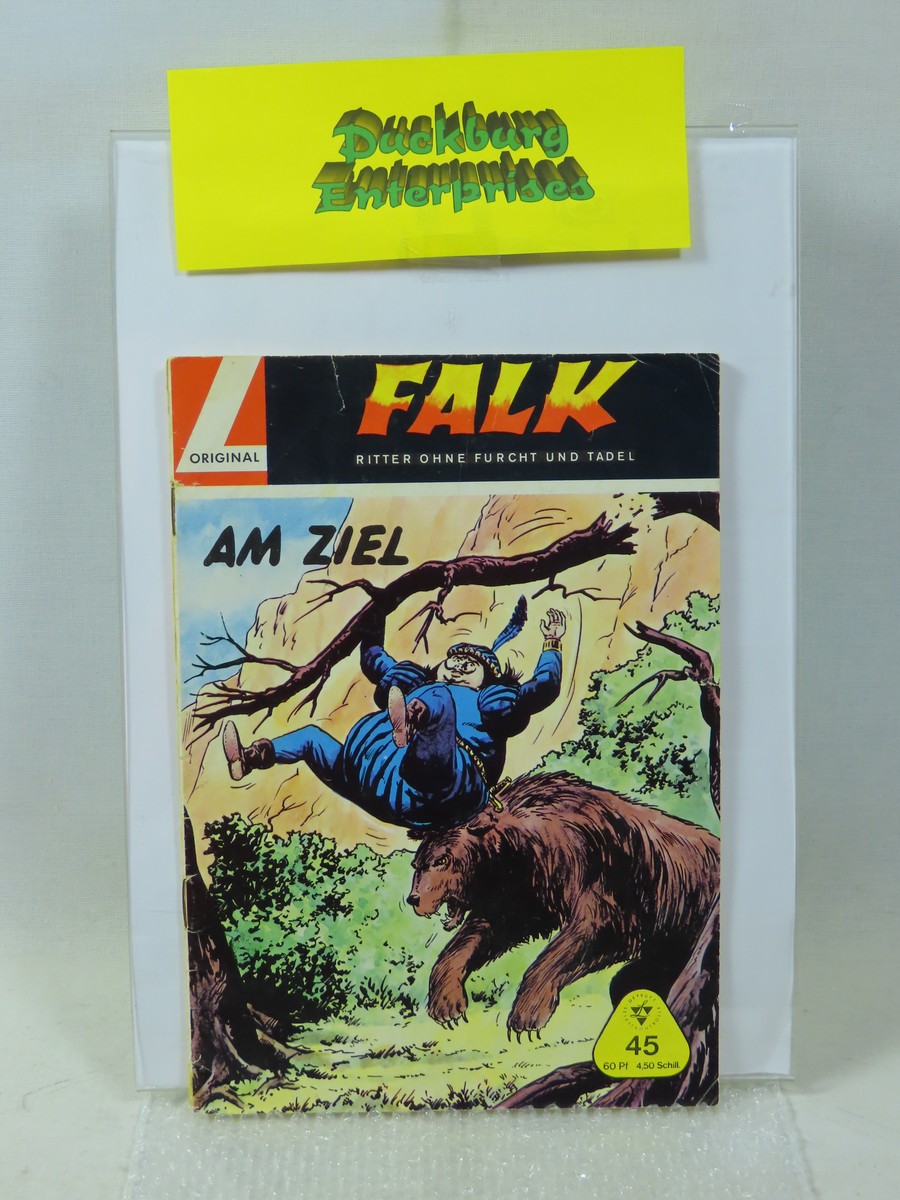 Duckburg
Enterprises
L
ORIGINAL
FALK
RITTER OHNE FURCHT UND TADEL
AM ZIEL
45
60 Pf 4,50 Schill.